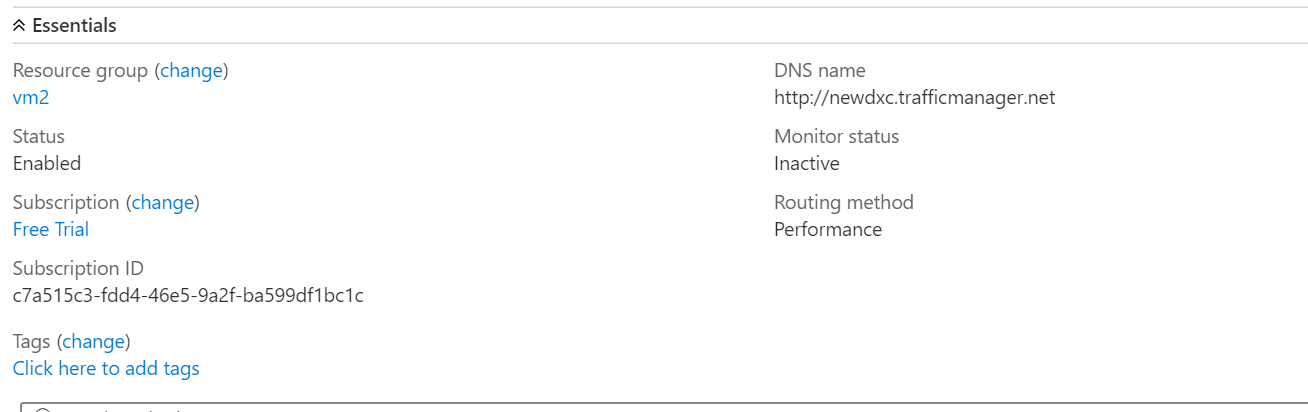 Essentials
Resource group (change)
vm2
Status
Enabled
Subscription (change)
Free Trial
Subscription ID
c7a515c3-fdd4-46e5-9a2f-ba599df1bc1c
Tags (change)
Click here to add tags
DNS name
http://newdxc.trafficmanager.net
Monitor status
Inactive
Routing method
Performance